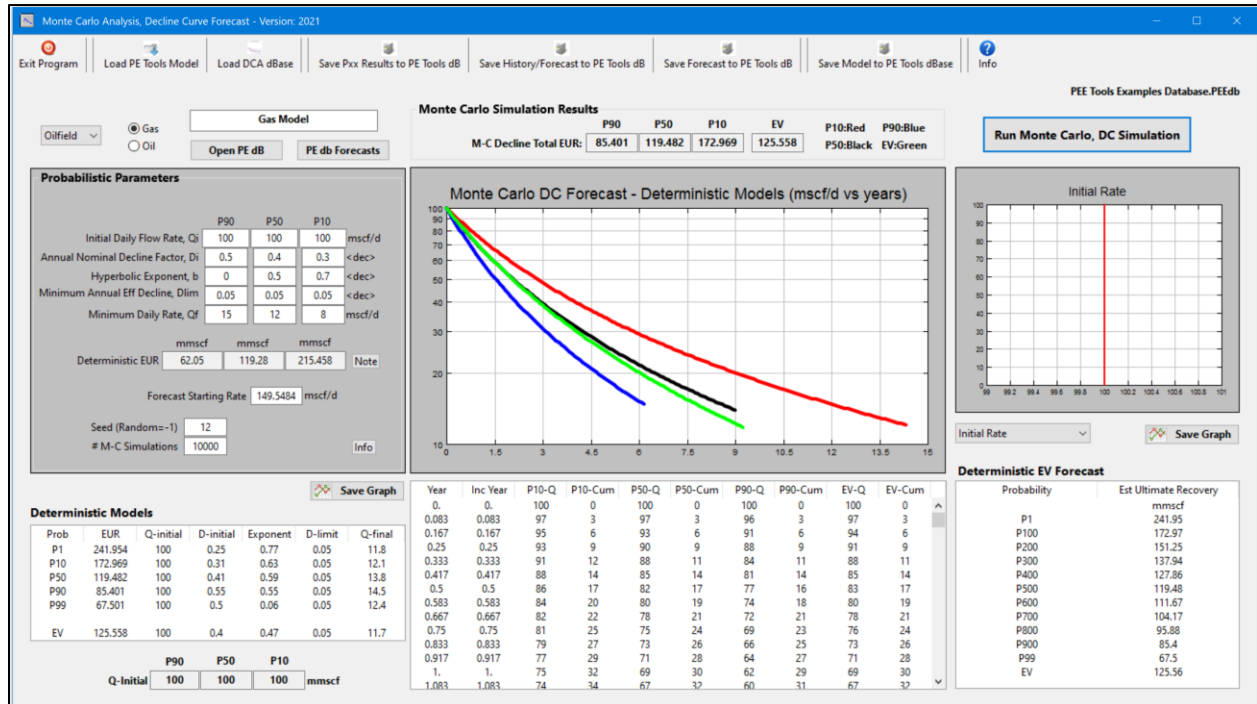 Monte Carlo Analysis, Decline Curve Forecast - Version: 2021
Exit Program Load PE Tools Model Load DCA dBase Save Pxx Results to PE Tools dB Save History/Forecast to PE Tools dB Save Forecast to PE Tools dB Save Model to PE Tools dBase Info
PEE Tools Examples Database.PEEdb
Oilfield
Gas
Oil
Gas Model
Open PE dB PE db Forecasts
Monte Carlo Simulation Results
P90 P50 P10 EV
M-C Decline Total EUR: 85.401 119.482 172.969 125.558
P10:Red P90:Blue
P50:Black EV:Green
Run Monte Carlo, DC Simulation
Probabilistic Parameters
P90 P50 P10
Initial Daily Flow Rate, Qi 100 100 100 mscf/d
Annual Nominal Decline Factor, Di 0.5 0.4 0.3 <dec>
Hyperbolic Exponent, b 0 0.5 0.7 <dec>
Minimum Annual Eff Decline, Dlim 0.05 0.05 0.05 <dec>
Minimum Daily Rate, Qf 15 12 8 mscf/d
mmscf mmscf mmscf
Deterministic EUR 62.05 119.28 215.458 Note
Forecast Starting Rate 149.5484 mscf/d
Seed (Random=-1) 12
# M-C Simulations 10000 Info
Save Graph
Monte Carlo DC Forecast - Deterministic Models (mscf/d vs years)
100
90
80
70
60
50
40
30
20
10
0 1.5 3 4.5 6 7.5 9 10.5 12 13.5 15
Initial Rate
100
90
80
70
60
50
40
30
20
10
0
99 99.2 99.4 99.6 99.8 100 100.2 100.4 100.6 100.8 101
Initial Rate Save Graph
Deterministic Models
Prob EUR Q-initial D-initial Exponent D-limit Q-final
P1 241.954 100 0.25 0.77 0.05 11.8
P10 172.969 100 0.31 0.63 0.05 12.1
P50 119.482 100 0.41 0.59 0.05 13.8
P90 85.401 100 0.55 0.55 0.05 14.5
P99 67.501 100 0.5 0.06 0.05 12.4
EV 125.558 100 0.4 0.47 0.05 11.7
P90 P50 P10
Q-Initial 100 100 100 mmscf
Year Inc Year P10-Q P10-Cum P50-Q P50-Cum P90-Q P90-Cum EV-Q EV-Cum
0. 0. 100 0 100 0 100 0 100 0
0.083 0.083 97 3 97 3 96 3 97 3
0.167 0.167 95 6 93 6 91 6 94 6
0.25 0.25 93 9 90 9 88 9 91 9
0.333 0.333 91 12 88 11 84 11 88 11
0.417 0.417 88 14 85 14 81 14 85 14
0.5 0.5 86 17 82 17 77 16 83 17
0.583 0.583 84 20 80 19 74 18 80 19
0.667 0.667 82 22 78 21 72 21 78 21
0.75 0.75 81 25 75 24 69 23 76 24
0.833 0.833 79 27 73 26 66 25 73 26
0.917 0.917 77 29 71 28 64 27 71 28
1. 1. 75 32 69 30 62 29 69 30
1.083 1.083 74 34 67 32 60 31 67 32
Deterministic EV Forecast
Probability Est Ultimate Recovery
mmscf
P1 241.95
P100 172.97
P200 151.25
P300 137.94
P400 127.86
P500 119.48
P600 111.67
P700 104.17
P800 95.88
P900 85.4
P99 67.5
EV 125.56